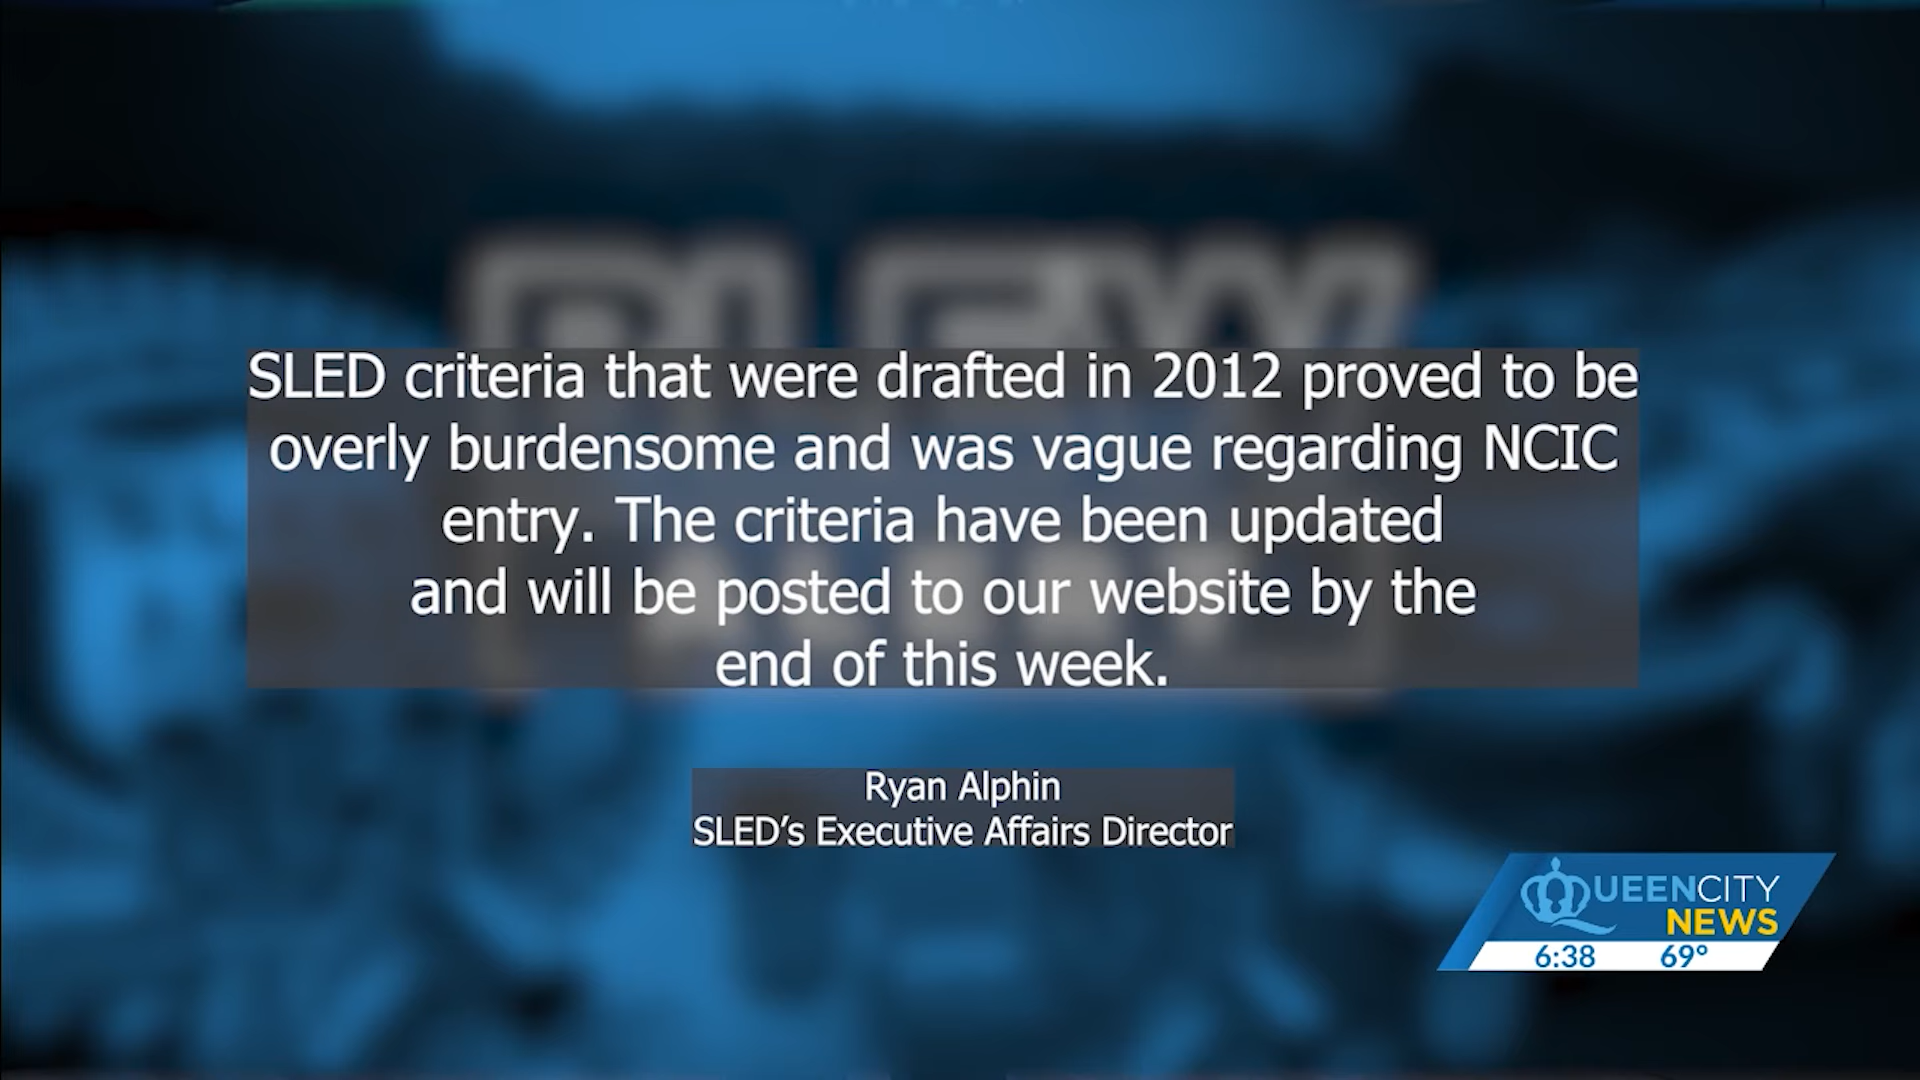 SLED criteria that were drafted in 2012 proved to be
overly burdensome and was vague regarding NCIC
entry. The criteria have been updated
and will be posted to our website by the
end of this week.
Ryan Alphin
SLED’s Executive Affairs Director
QUEENCITY
NEWS
6:38 69°